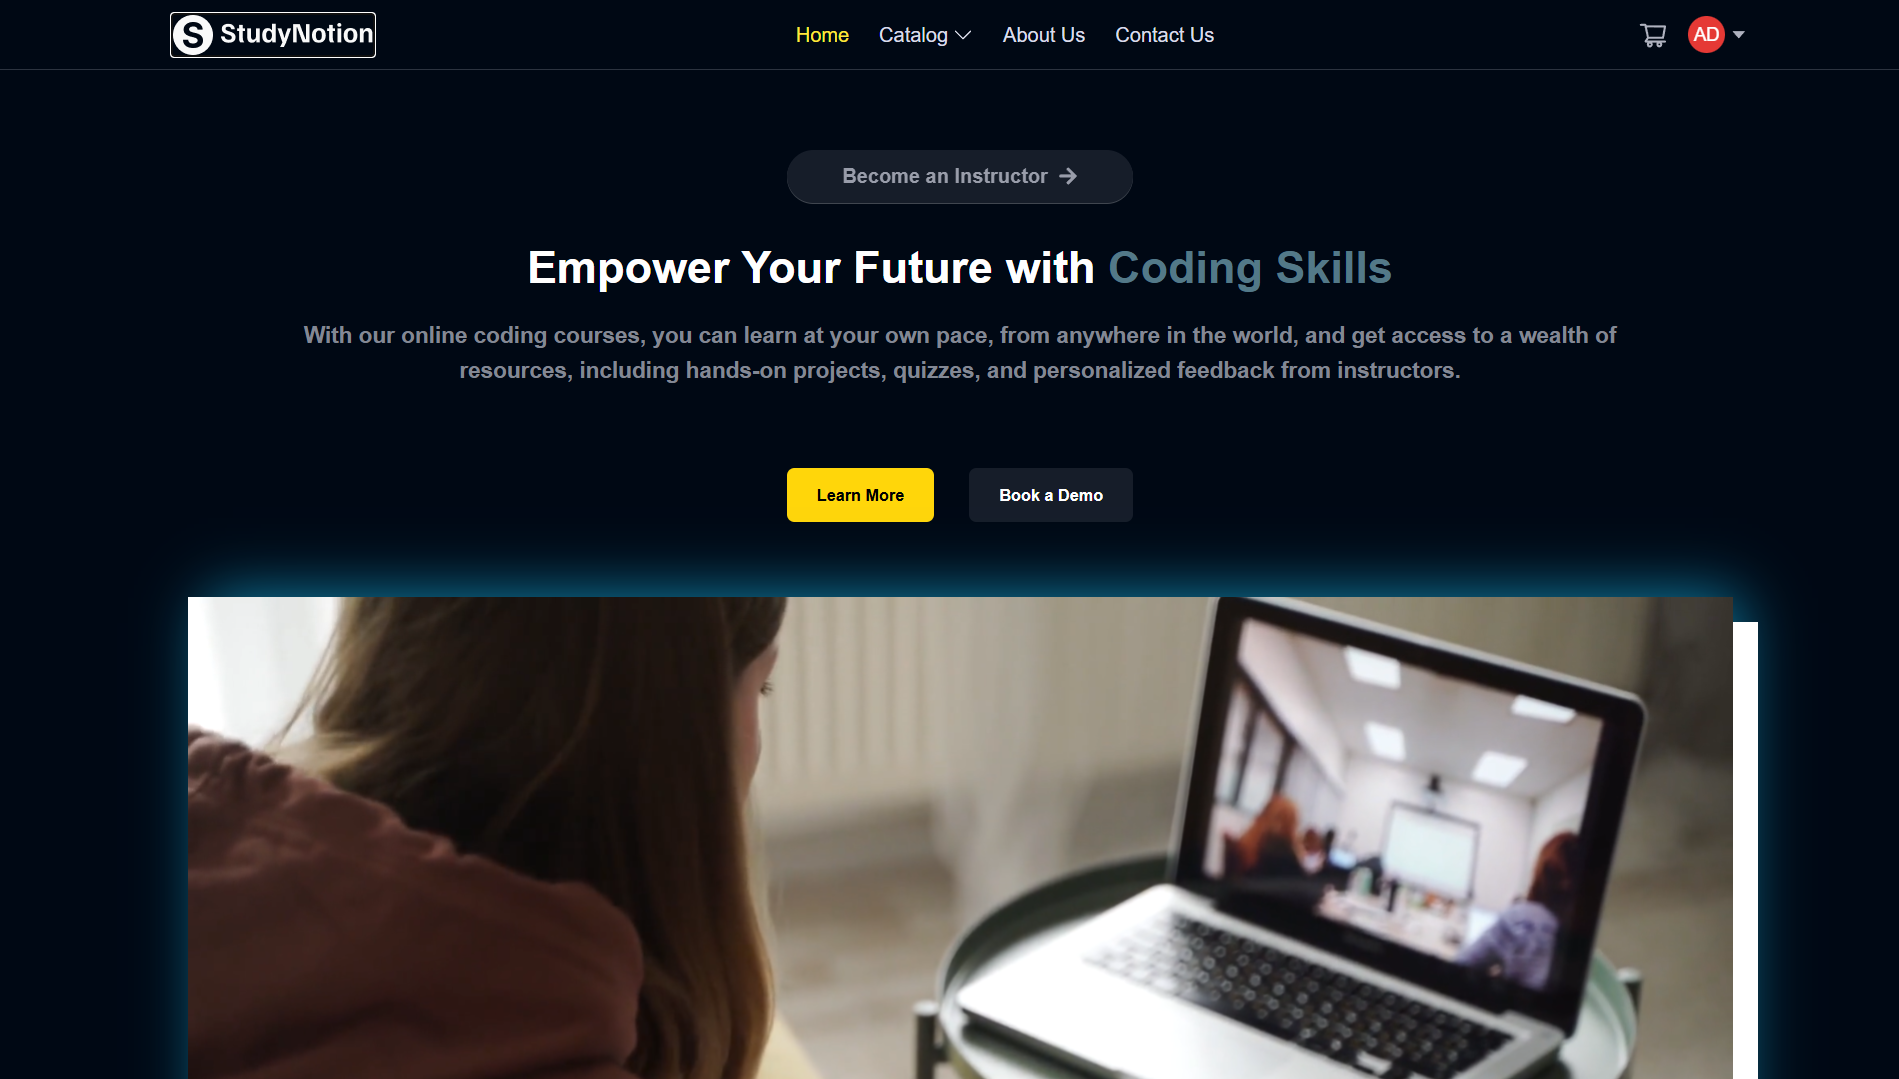 S StudyNotion
Home Catalog About Us Contact Us
AD
Become an Instructor
Empower Your Future with Coding Skills
With our online coding courses, you can learn at your own pace, from anywhere in the world, and get access to a wealth of
resources, including hands-on projects, quizzes, and personalized feedback from instructors.
Learn More
Book a Demo